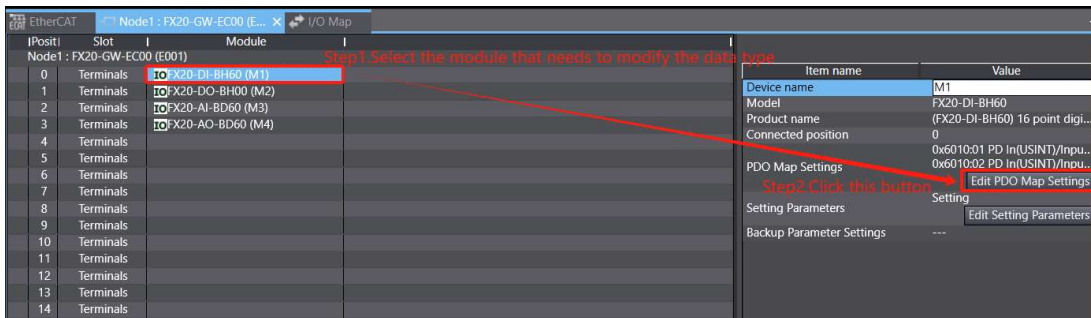 EtherCAT Node1 : FX20-GW-EC00 (E... × I/O Map
|Posit| Slot | Module |
Node1 : FX20-GW-EC00 (E001)
Step1.Select the module that needs to modify the data type
0 Terminals IO FX20-DI-BH60 (M1)
1 Terminals IO FX20-DO-BH00 (M2)
2 Terminals IO FX20-AI-BD60 (M3)
3 Terminals IO FX20-AO-BD60 (M4)
4 Terminals
5 Terminals
6 Terminals
7 Terminals
8 Terminals
9 Terminals
10 Terminals
11 Terminals
12 Terminals
13 Terminals
14 Terminals
Item name Value
Device name M1
Model FX20-DI-BH60
Product name (FX20-DI-BH60) 16 point digi...
Connected position 0
PDO Map Settings
0x6010:01 PD In(USINT)/Inpu...
0x6010:02 PD In(USINT)/Inpu...
Edit PDO Map Settings
Step2.Click this button
Setting Parameters
Setting
Edit Setting Parameters
Backup Parameter Settings ---